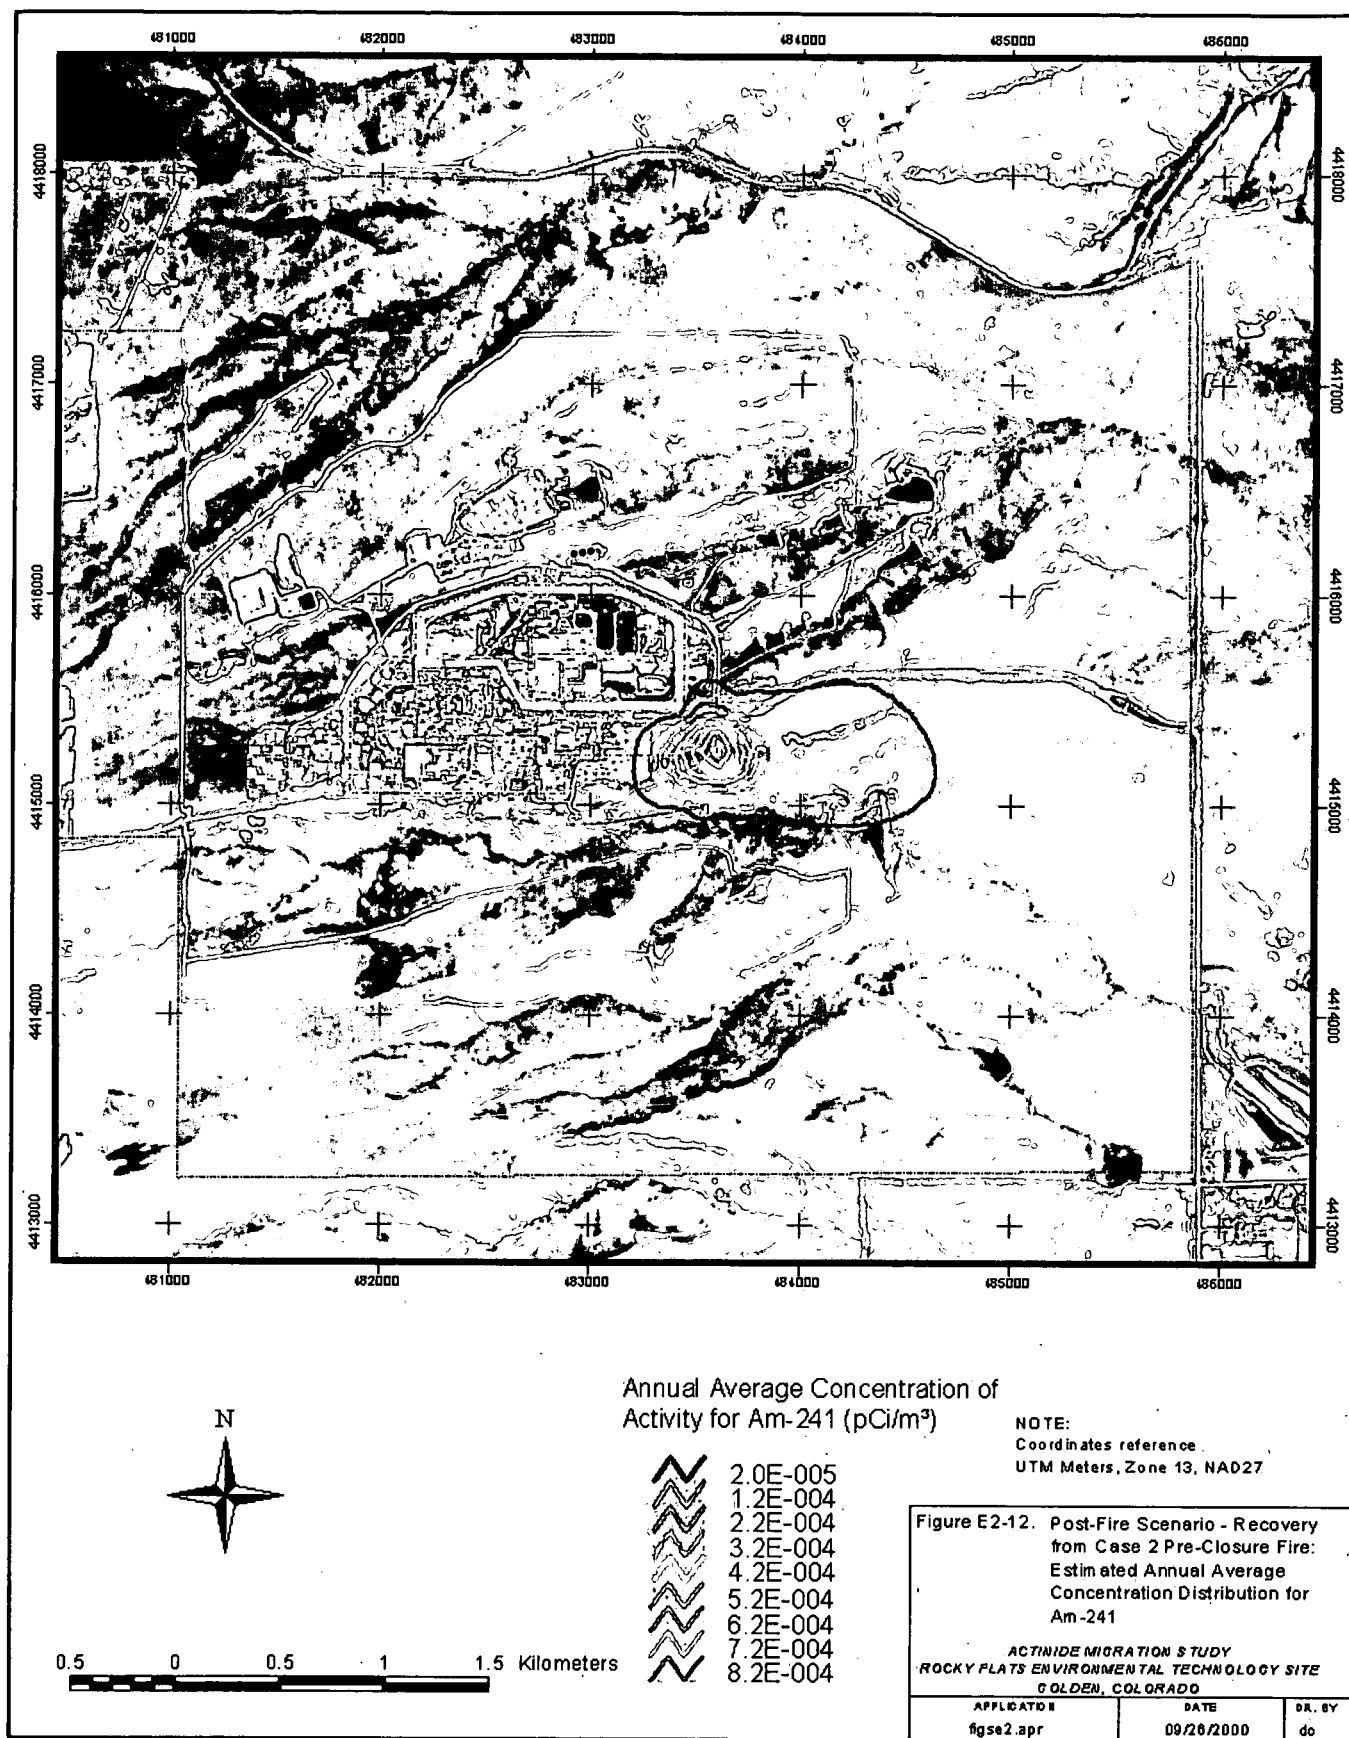 481000 482000 483000 484000 485000 486000
4418000 4418000
4417000 4417000
4416000 4416000
4415000 4415000
4414000 4414000
4413000 4413000
481000 482000 483000 484000 485000 486000
Annual Average Concentration of
Activity for Am-241 (pCi/m³)
2.0E-005
1.2E-004
2.2E-004
3.2E-004
4.2E-004
5.2E-004
6.2E-004
7.2E-004
8.2E-004
N
NOTE:
Coordinates reference
UTM Meters, Zone 13, NAD27
0.5 0 0.5 1 1.5 Kilometers
Figure E2-12. Post-Fire Scenario - Recovery
from Case 2 Pre-Closure Fire:
Estimated Annual Average
Concentration Distribution for
Am-241
ACTINIDE MIGRATION STUDY
ROCKY FLATS ENVIRONMENTAL TECHNOLOGY SITE
GOLDEN, COLORADO
APPLICATION DATE DR. BY
figse2.apr 09/26/2000 dc